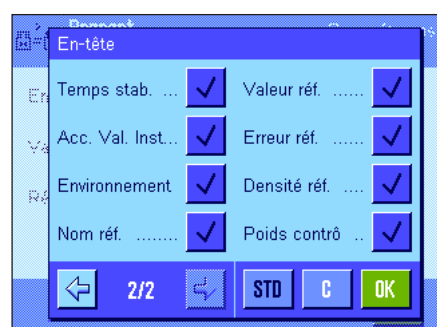 En-tête
Temps stab. ...
Valeur réf. ......
Acc. Val. Inst...
Erreur réf. ......
Environnement
Densité réf. ....
Nom réf. ........
Poids contrô ..
2/2
STD
C
OK